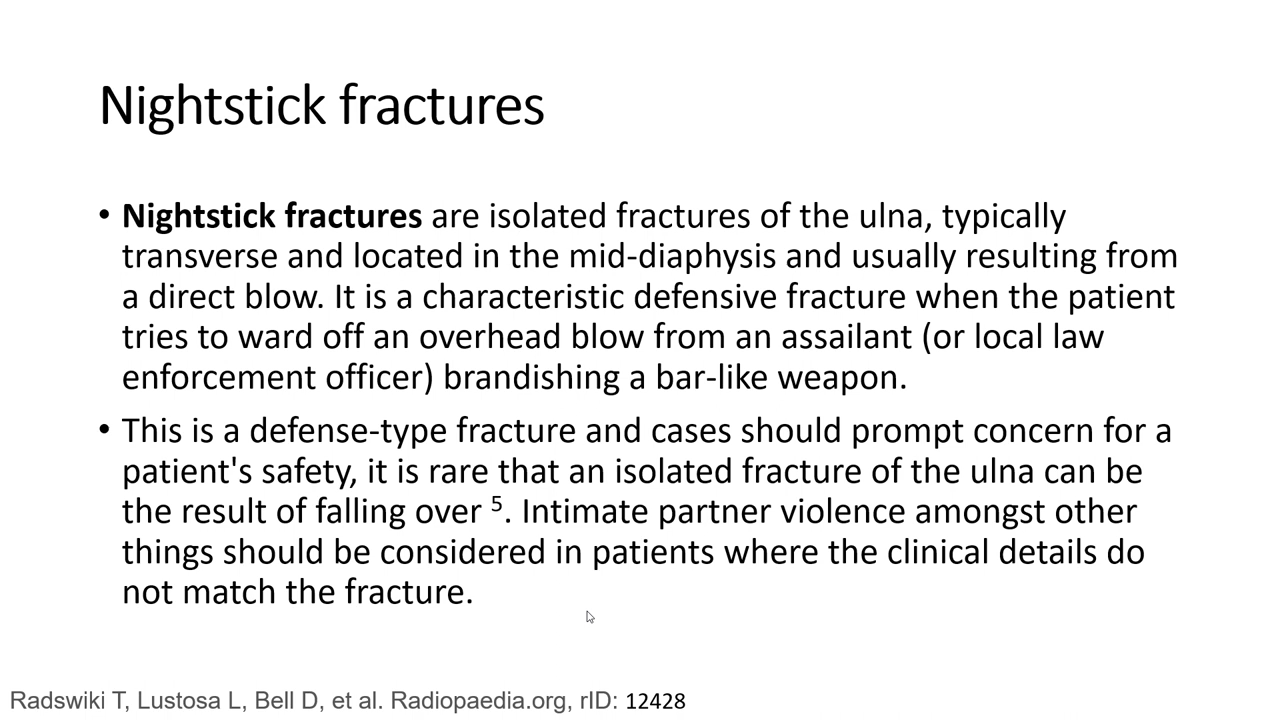 Nightstick fractures
• Nightstick fractures are isolated fractures of the ulna, typically
transverse and located in the mid-diaphysis and usually resulting from
a direct blow. It is a characteristic defensive fracture when the patient
tries to ward off an overhead blow from an assailant (or local law
enforcement officer) brandishing a bar-like weapon.
• This is a defense-type fracture and cases should prompt concern for a
patient's safety, it is rare that an isolated fracture of the ulna can be
the result of falling over ⁵. Intimate partner violence amongst other
things should be considered in patients where the clinical details do
not match the fracture.
Radswiki T, Lustosa L, Bell D, et al. Radiopaedia.org, rID: 12428